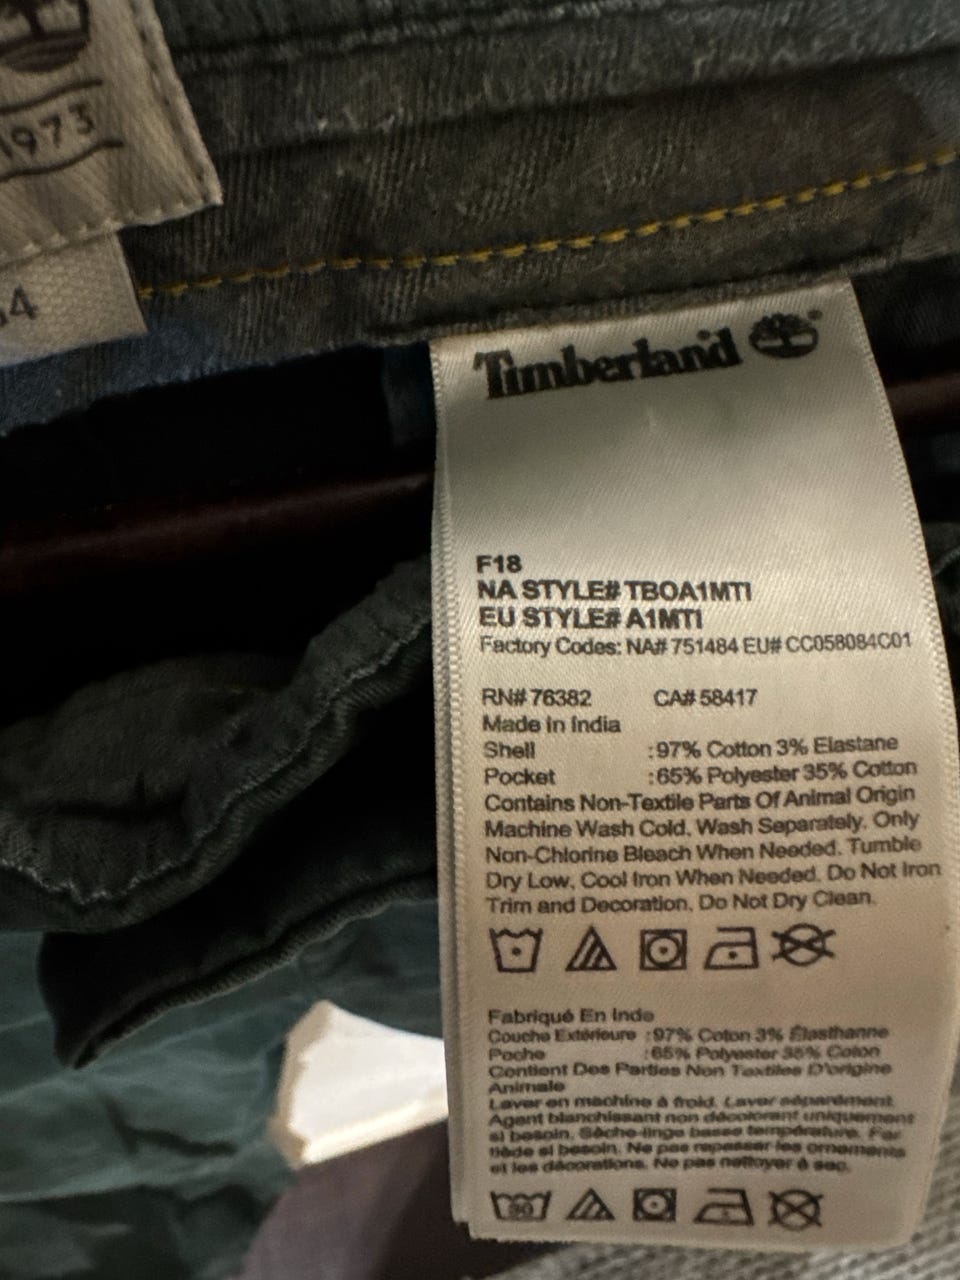 1973
34
Timberland
F18
NA STYLE# TBOA1MTI
EU STYLE# A1MTI
Factory Codes: NA# 751484 EU# CC058084C01
RN# 76382 CA# 58417
Made In India
Shell :97% Cotton 3% Elastane
Pocket :65% Polyester 35% Cotton
Contains Non-Textile Parts Of Animal Origin
Machine Wash Cold, Wash Separately. Only
Non-Chlorine Bleach When Needed. Tumble
Dry Low, Cool Iron When Needed. Do Not Iron
Trim and Decoration, Do Not Dry Clean.
Fabriqué En Inde
Couche Extérieure :97% Coton 3% Élasthanne
Poche :65% Polyester 35% Coton
Contient Des Parties Non Textiles D'origine
Animale
Laver en machine à froid. Laver séparément.
Agent blanchissant non décolorant uniquement
si besoin. Sèche-linge basse température. Fer
tiède si besoin. Ne pas repasser les ornements
et les décorations. Ne pas nettoyer à sec.
30